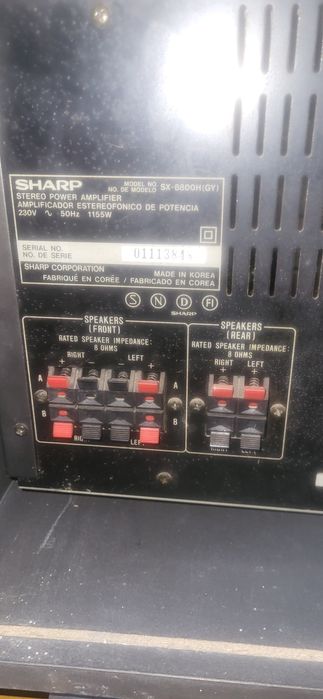 SHARP
MODEL NO.
NO. DE MODELO
SX-8800H(GY)
STEREO POWER AMPLIFIER
AMPLIFICADOR ESTEREOFONICO DE POTENCIA
230V ∿ 50Hz 1155W
SERIAL NO.
NO. DE SERIE
SHARP CORPORATION MADE IN KOREA
FABRIQUÉ EN CORÉE / FABRICADO EN COREA
S N D FI
SHARP
SPEAKERS
(FRONT)
RATED SPEAKER IMPEDANCE:
8 OHMS
RIGHT LEFT
+ +
A A
B B
SPEAKERS
(REAR)
RATED SPEAKER IMPEDANCE:
8 OHMS
RIGHT LEFT
+ +